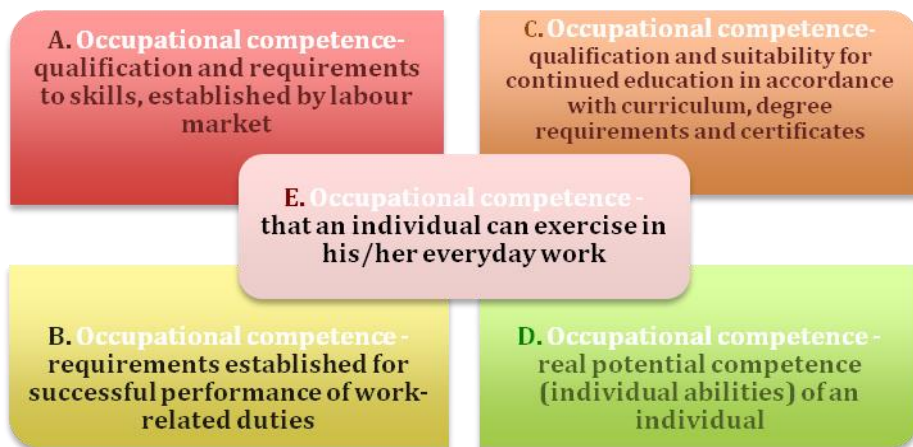 A. Occupational competence-
qualification and requirements
to skills, established by labour
market
C. Occupational competence-
qualification and suitability for
continued education in accordance
with curriculum, degree
requirements and certificates
E. Occupational competence -
that an individual can exercise in
his/her everyday work
B. Occupational competence -
requirements established for
successful performance of work-
related duties
D. Occupational competence -
real potential competence
(individual abilities) of an
individual